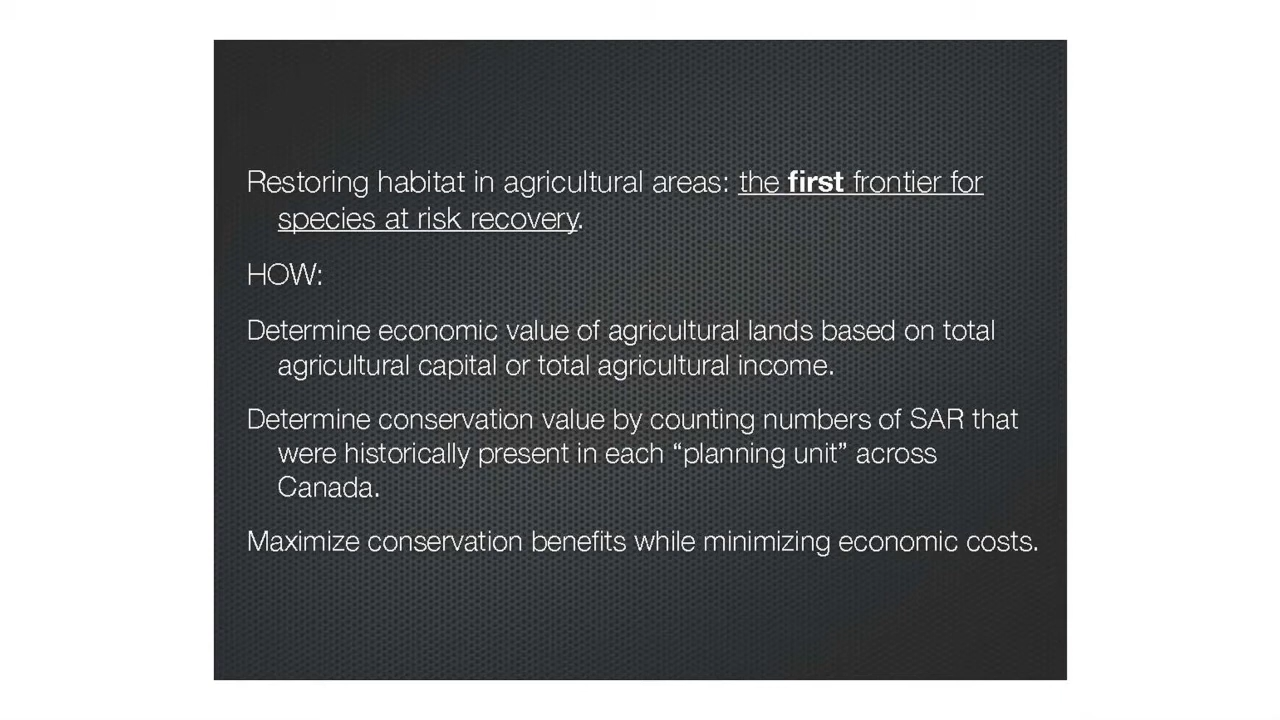 Restoring habitat in agricultural areas: the first frontier for
species at risk recovery.
HOW:
Determine economic value of agricultural lands based on total
agricultural capital or total agricultural income.
Determine conservation value by counting numbers of SAR that
were historically present in each “planning unit” across
Canada.
Maximize conservation benefits while minimizing economic costs.